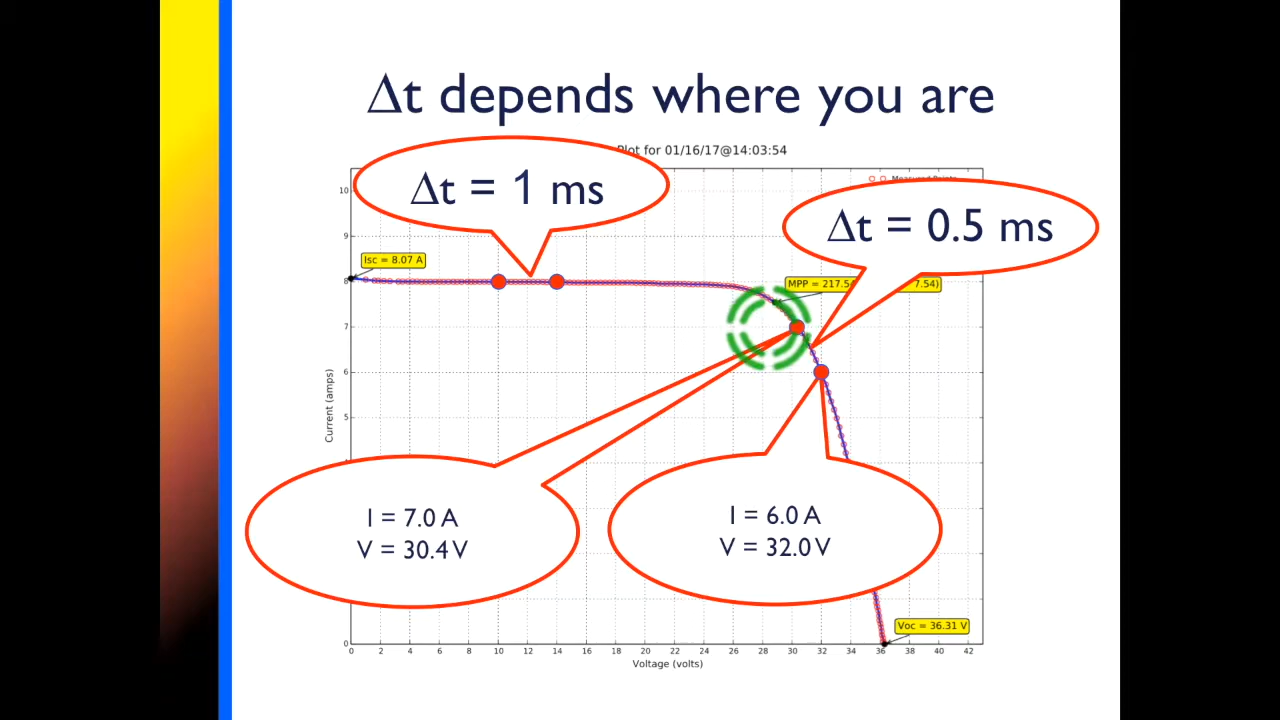 Δt depends where you are
Plot for 01/16/17@14:03:54
Δt = 1 ms
Measured Points
Δt = 0.5 ms
Isc = 8.07 A
MPP = 217.5
7.54)
10
9
8
7
6
5
0
Current (amps)
I = 7.0 A
V = 30.4 V
I = 6.0 A
V = 32.0 V
Voc = 36.31 V
0 2 4 6 8 10 12 14 16 18 20 22 24 26 28 30 32 34 36 38 40 42
Voltage (volts)